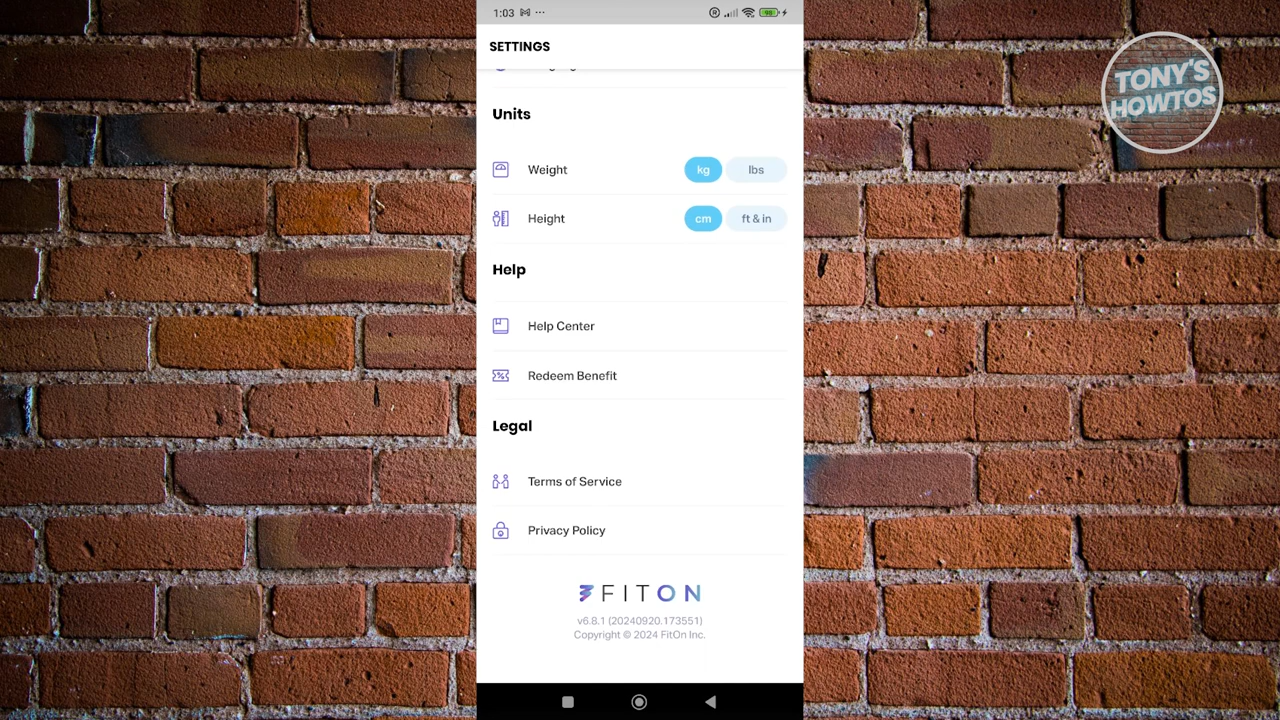 1:03
98
SETTINGS
Units
Weight
kg
lbs
Height
cm
ft & in
Help
Help Center
Redeem Benefit
Legal
Terms of Service
Privacy Policy
FITON
v6.8.1 (20240920.173551)
Copyright © 2024 FitOn Inc.
TONY'S
HOWTOS